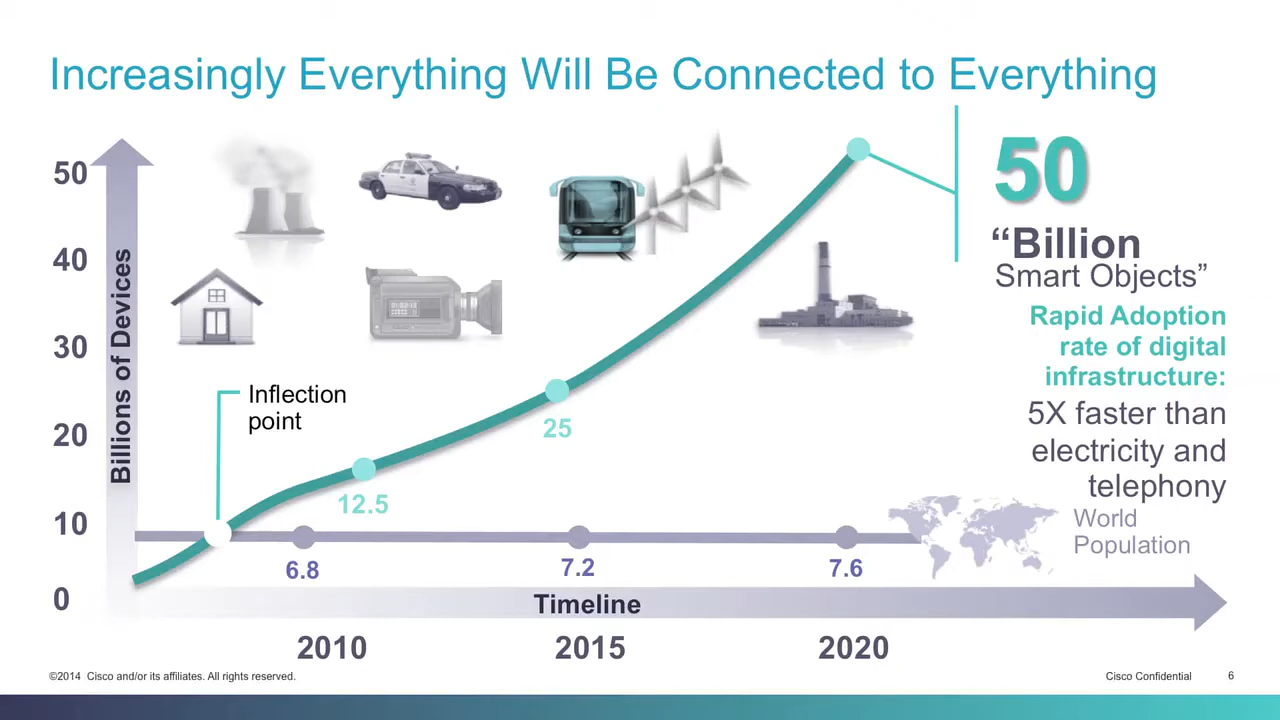 Increasingly Everything Will Be Connected to Everything
50
40
30
20
10
0
Billions of Devices
Inflection
point
12.5
25
6.8
7.2
7.6
50
“Billion
Smart Objects”
Rapid Adoption
rate of digital
infrastructure:
5X faster than
electricity and
telephony
World
Population
Timeline
2010
2015
2020
©2014 Cisco and/or its affiliates. All rights reserved.
Cisco Confidential
6